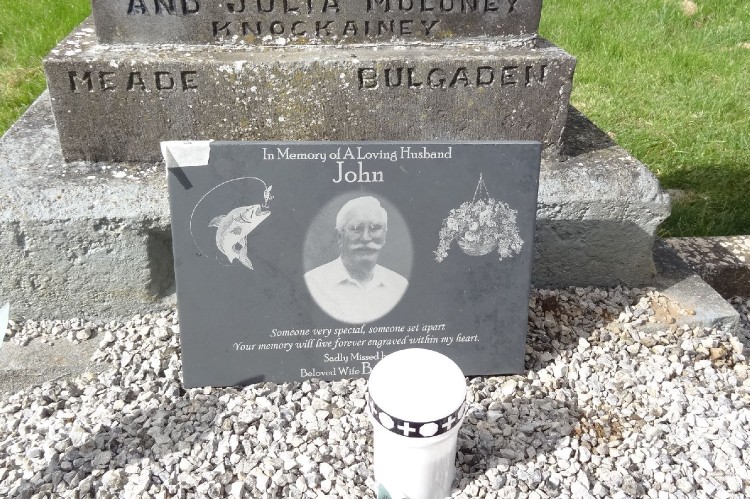 AND JULIA MOLONEY
KNOCKAINEY
MEADE BULGADEN
In Memory of A Loving Husband
John
Someone very special, someone set apart
Your memory will live forever engraved within my heart.
Sadly Missed
Beloved Wife